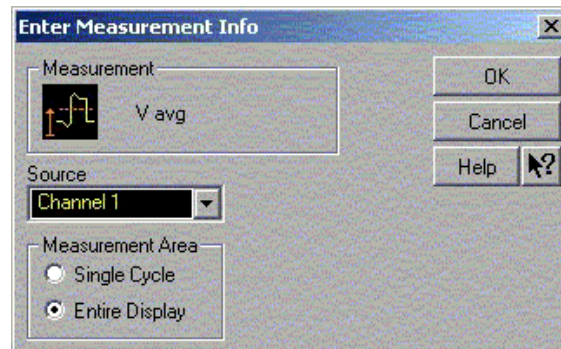 Enter Measurement Info
Measurement
V avg
OK
Cancel
Help
?
Source
Channel 1
Measurement Area
Single Cycle
Entire Display